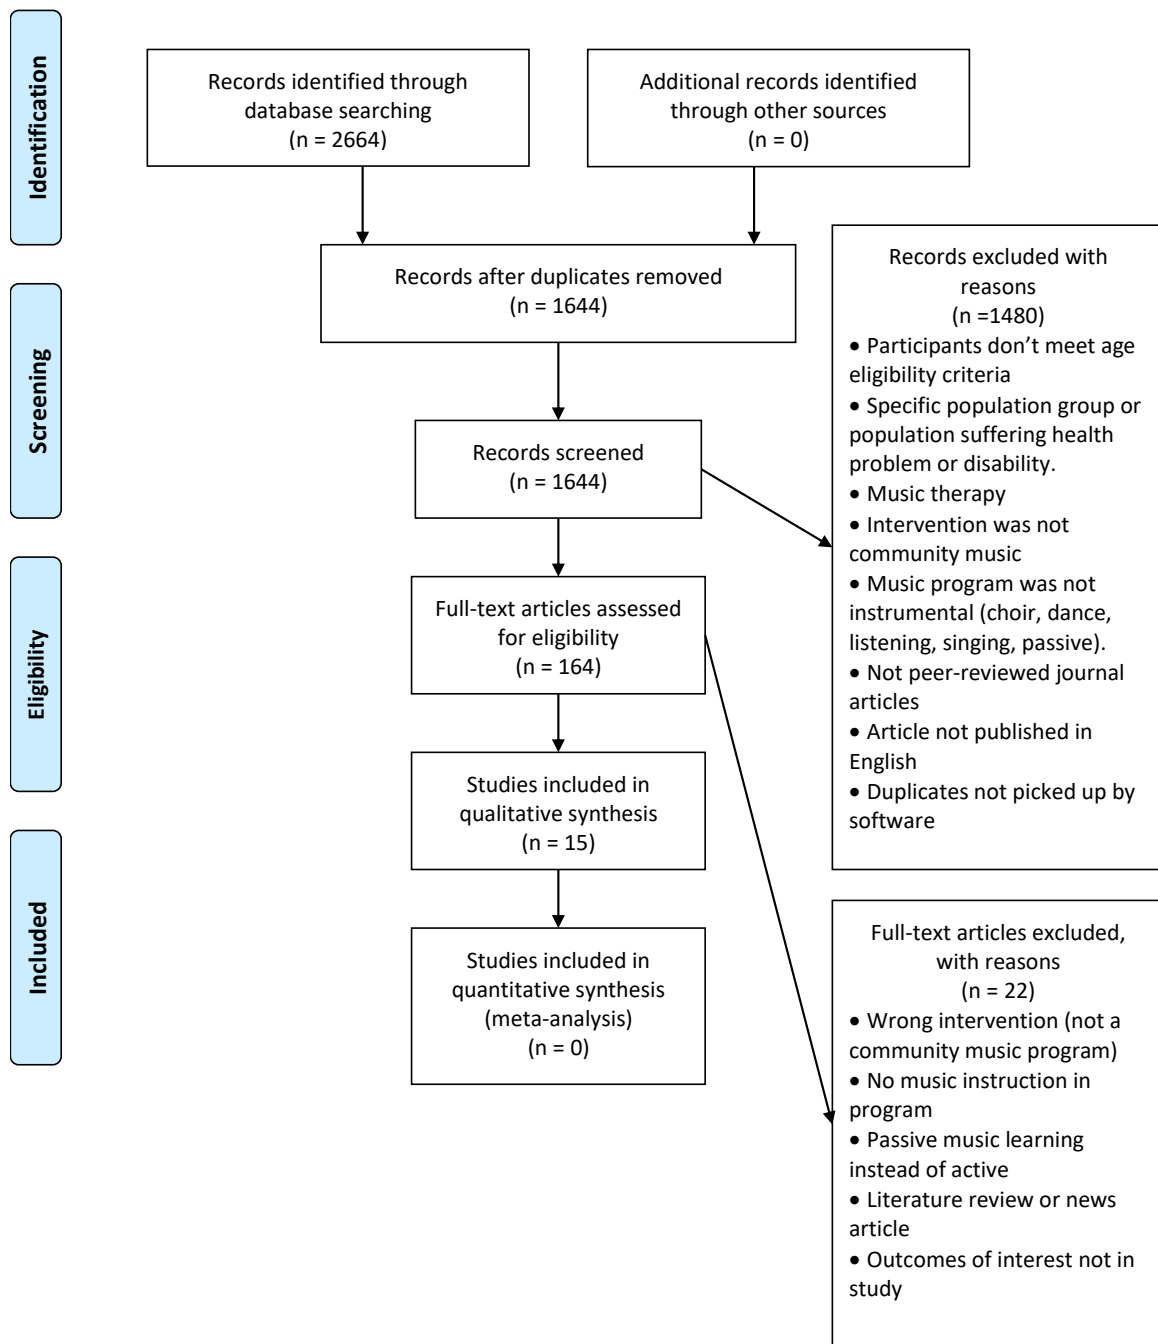 Identification
Records identified through
database searching
(n = 2664)
Additional records identified
through other sources
(n = 0)
Records after duplicates removed
(n = 1644)
Screening
Records screened
(n = 1644)
Records excluded with
reasons
(n =1480)
• Participants don’t meet age
eligibility criteria
• Specific population group or
population suffering health
problem or disability.
• Music therapy
• Intervention was not
community music
• Music program was not
instrumental (choir, dance,
listening, singing, passive).
• Not peer-reviewed journal
articles
• Article not published in
English
• Duplicates not picked up by
software
Eligibility
Full-text articles assessed
for eligibility
(n = 164)
Full-text articles excluded,
with reasons
(n = 22)
• Wrong intervention (not a
community music program)
• No music instruction in
program
• Passive music learning
instead of active
• Literature review or news
article
• Outcomes of interest not in
study
Included
Studies included in
qualitative synthesis
(n = 15)
Studies included in
quantitative synthesis
(meta-analysis)
(n = 0)